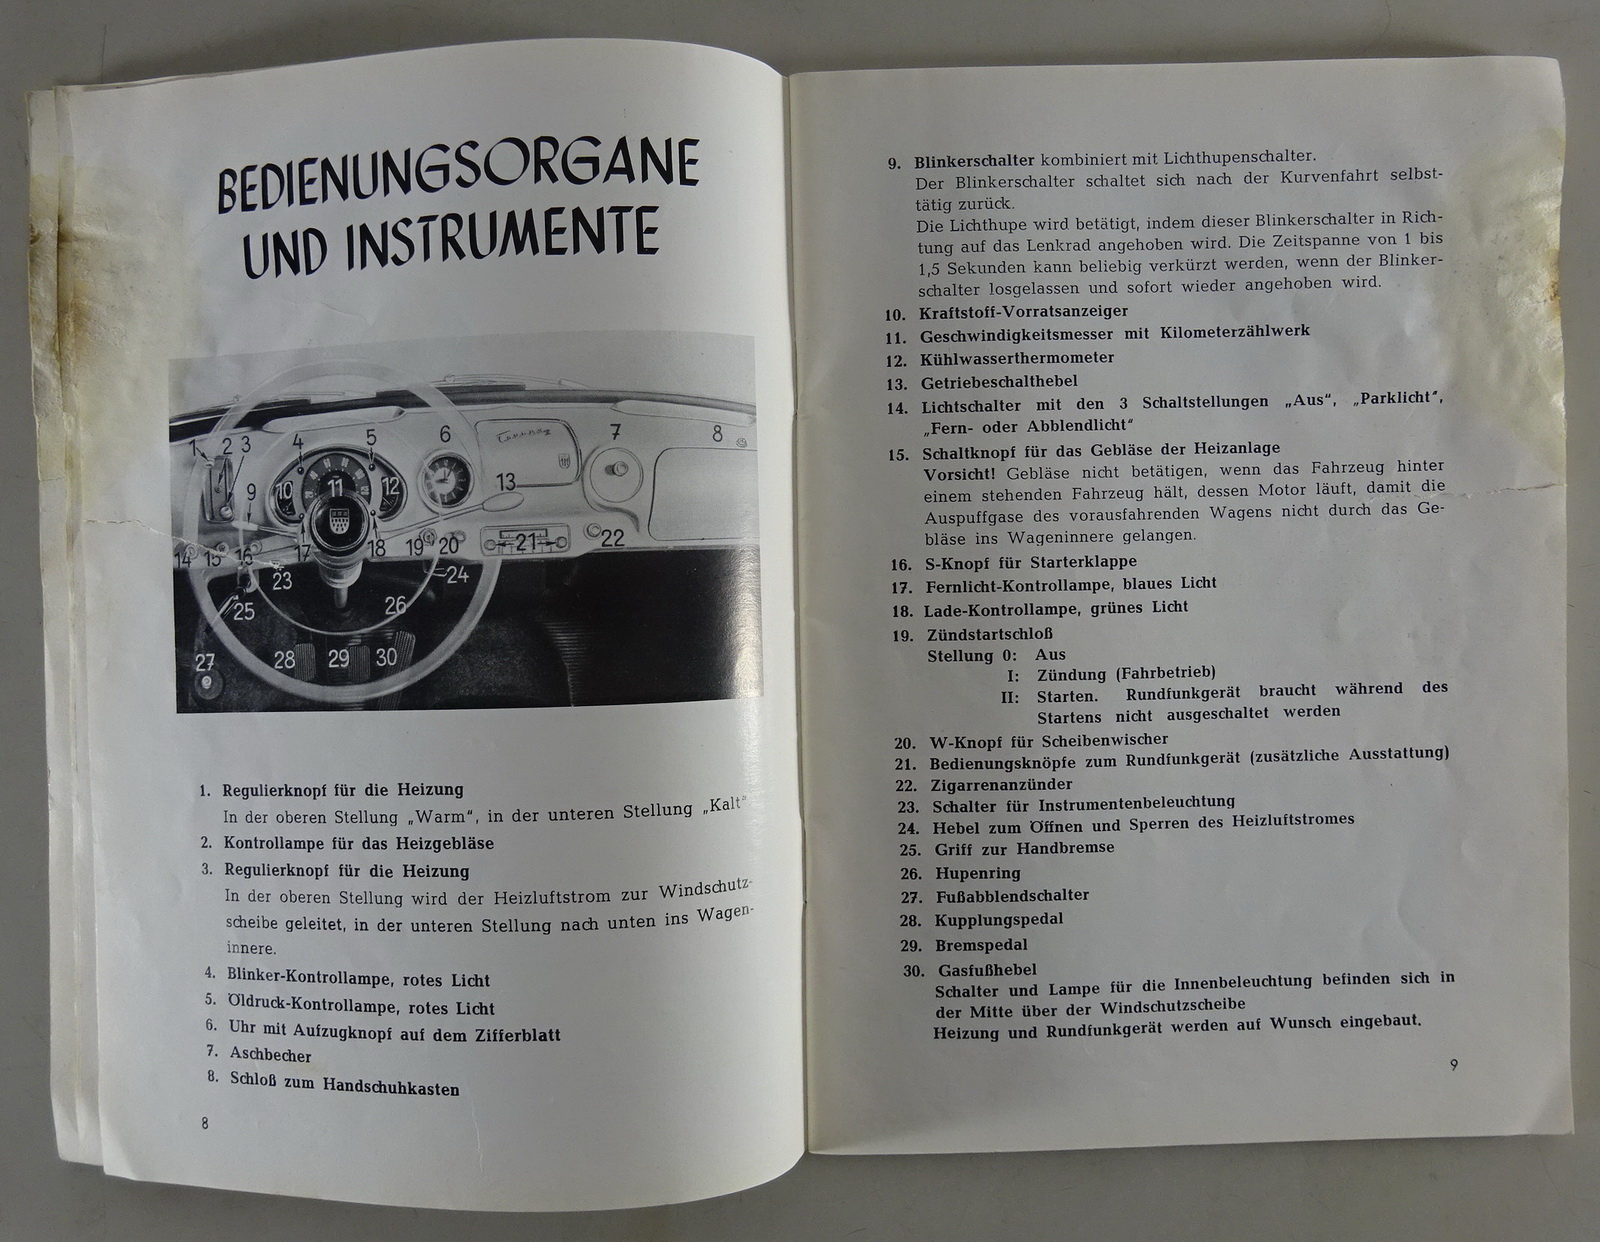 BEDIENUNGSORGANE
UND INSTRUMENTE
1 2 3 4 5 6 7 8
9 10 11 12 13
14 15 16 17 18 19 20 21 22
23 24
25 26
27 28 29 30
1. Regulierknopf für die Heizung
In der oberen Stellung „Warm“, in der unteren Stellung „Kalt“
2. Kontrollampe für das Heizgebläse
3. Regulierknopf für die Heizung
In der oberen Stellung wird der Heizluftstrom zur Windschutz-
scheibe geleitet, in der unteren Stellung nach unten ins Wagen-
innere.
4. Blinker-Kontrollampe, rotes Licht
5. Öldruck-Kontrollampe, rotes Licht
6. Uhr mit Aufzugknopf auf dem Zifferblatt
7. Aschbecher
8. Schloß zum Handschuhkasten
8
9. Blinkerschalter kombiniert mit Lichthupenschalter.
Der Blinkerschalter schaltet sich nach der Kurvenfahrt selbst-
tätig zurück.
Die Lichthupe wird betätigt, indem dieser Blinkerschalter in Rich-
tung auf das Lenkrad angehoben wird. Die Zeitspanne von 1 bis
1,5 Sekunden kann beliebig verkürzt werden, wenn der Blinker-
schalter losgelassen und sofort wieder angehoben wird.
10. Kraftstoff-Vorratsanzeiger
11. Geschwindigkeitsmesser mit Kilometerzählwerk
12. Kühlwasserthermometer
13. Getriebeschalthebel
14. Lichtschalter mit den 3 Schaltstellungen „Aus“, „Parklicht“,
„Fern- oder Abblendlicht“
15. Schaltknopf für das Gebläse der Heizanlage
Vorsicht! Gebläse nicht betätigen, wenn das Fahrzeug hinter
einem stehenden Fahrzeug hält, dessen Motor läuft, damit die
Auspuffgase des vorausfahrenden Wagens nicht durch das Ge-
bläse ins Wageninnere gelangen.
16. S-Knopf für Starterklappe
17. Fernlicht-Kontrollampe, blaues Licht
18. Lade-Kontrollampe, grünes Licht
19. Zündstartschloß
Stellung 0: Aus
I: Zündung (Fahrbetrieb)
II: Starten. Rundfunkgerät braucht während des
Startens nicht ausgeschaltet werden
20. W-Knopf für Scheibenwischer
21. Bedienungsknöpfe zum Rundfunkgerät (zusätzliche Ausstattung)
22. Zigarrenanzünder
23. Schalter für Instrumentenbeleuchtung
24. Hebel zum Öffnen und Sperren des Heizluftstromes
25. Griff zur Handbremse
26. Hupenring
27. Fußabblendschalter
28. Kupplungspedal
29. Bremspedal
30. Gasfußhebel
Schalter und Lampe für die Innenbeleuchtung befinden sich in
der Mitte über der Windschutzscheibe
Heizung und Rundfunkgerät werden auf Wunsch eingebaut.
9